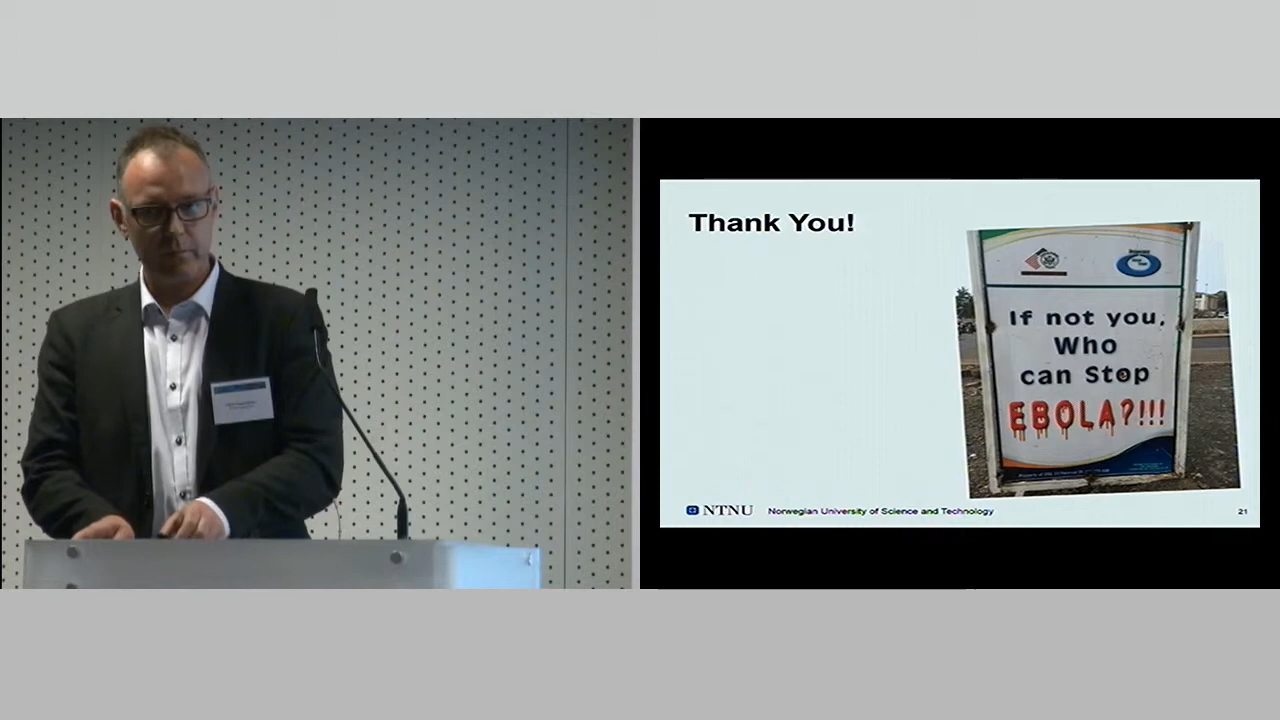 Thank You!
If not you,
Who
can Stop
EBOLA?!!!
NTNU
Norwegian University of Science and Technology
21